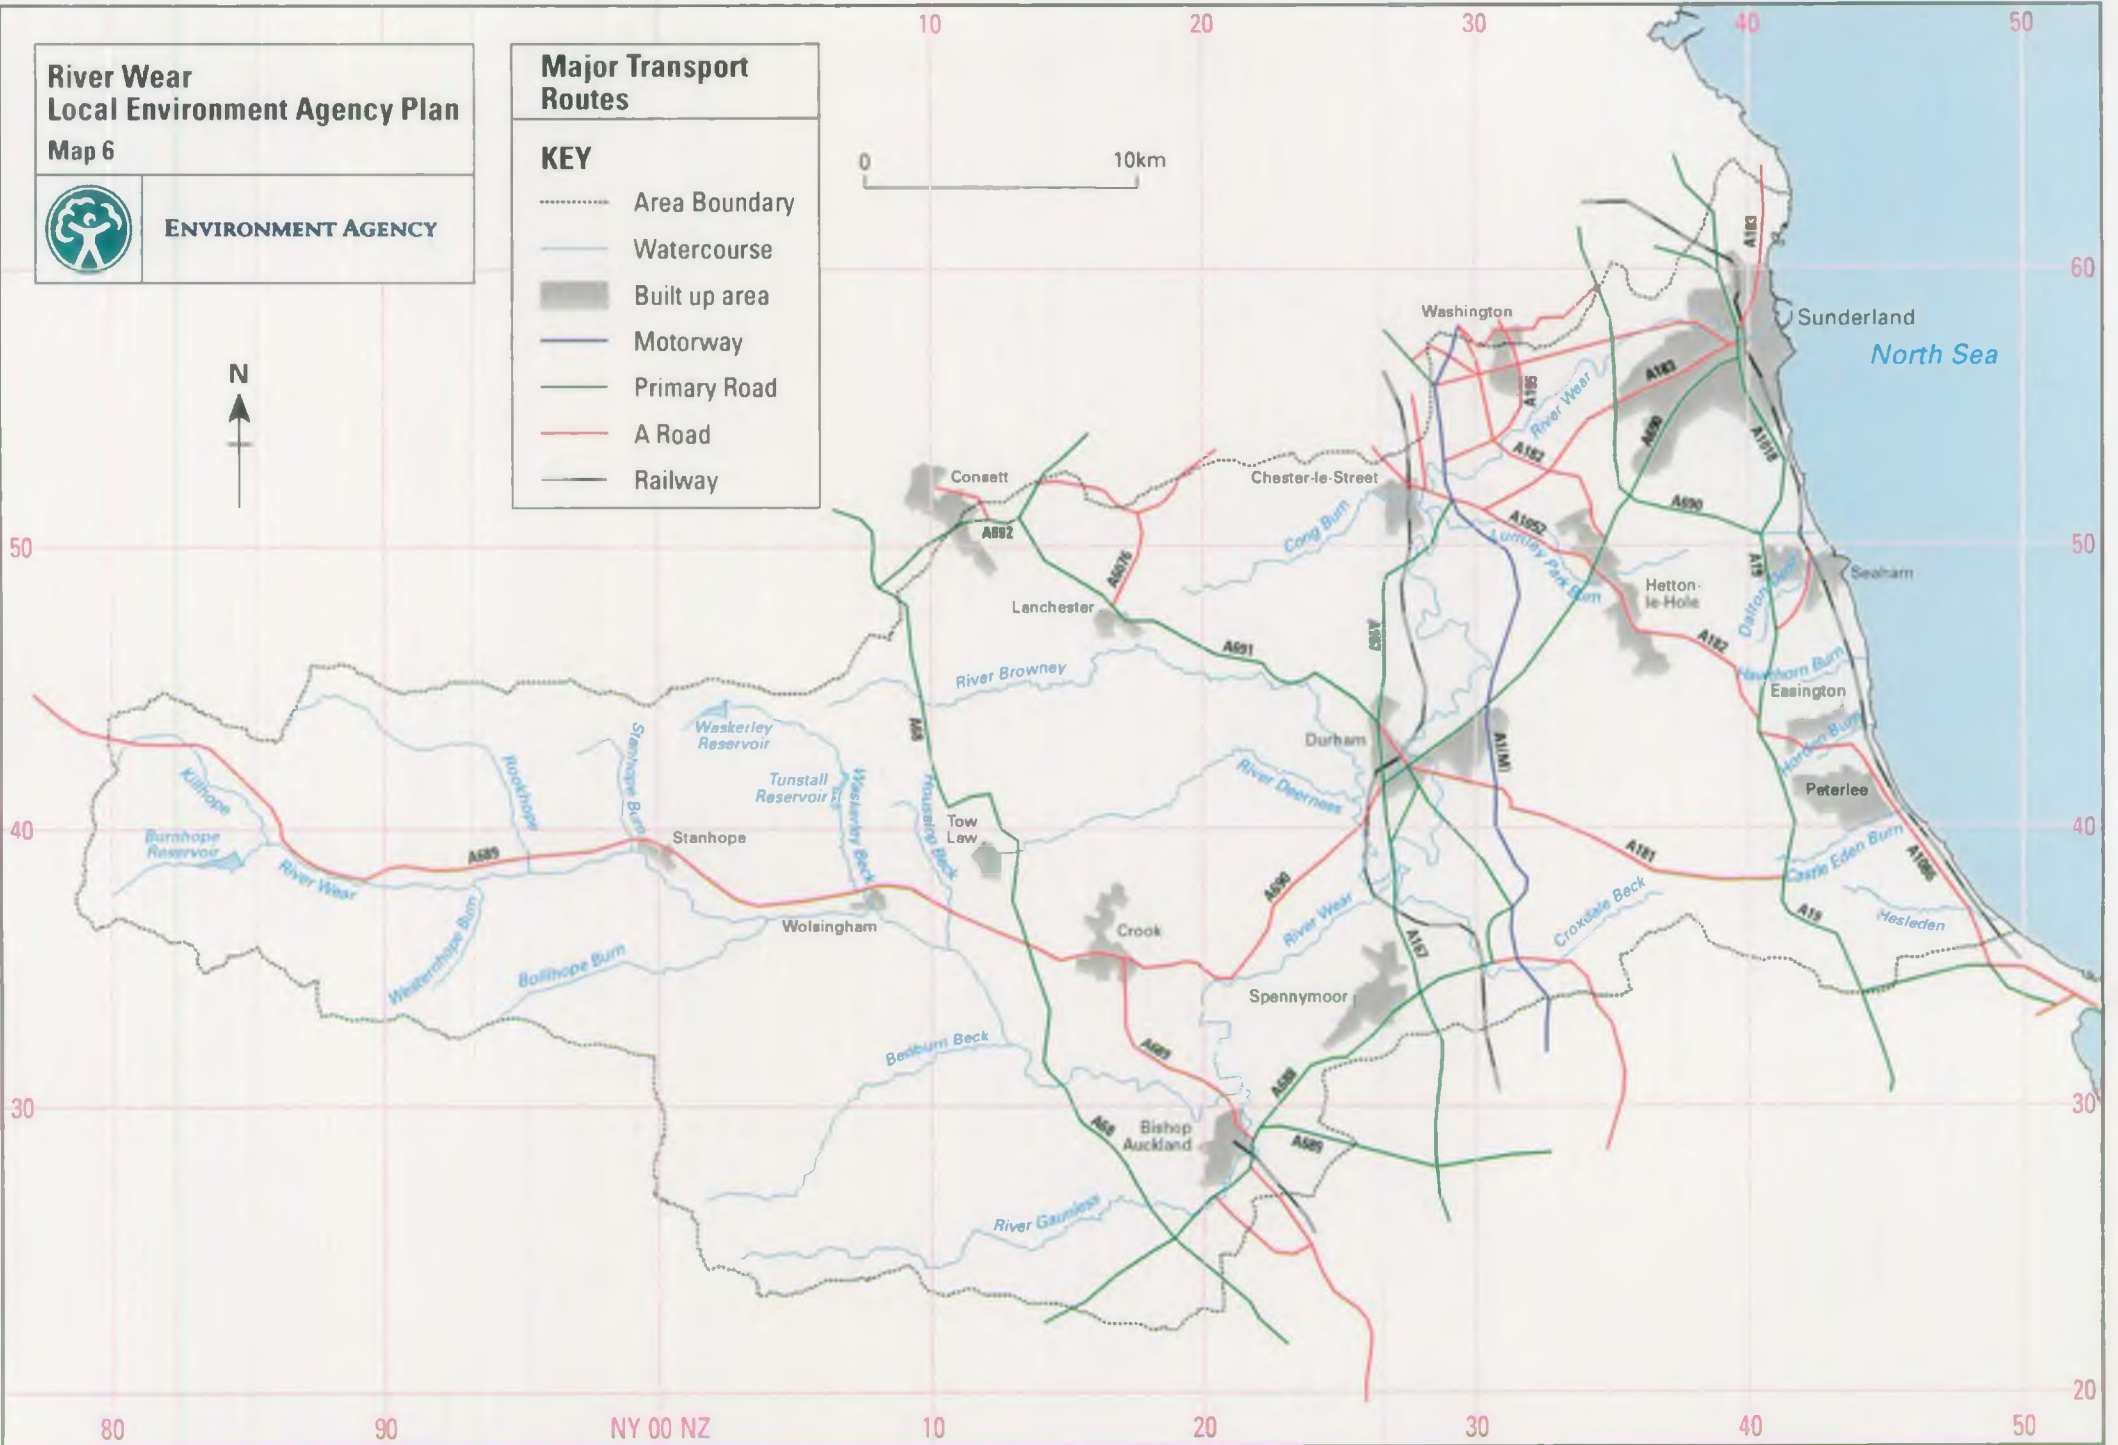 10
20
30
40
50
River Wear
Local Environment Agency Plan
Map 6
ENVIRONMENT AGENCY
Major Transport
Routes
KEY
Area Boundary
Watercourse
Built up area
Motorway
Primary Road
A Road
Railway
0
10km
N
A183
60
Washington
Sunderland
North Sea
A195
A183
River Wear
A690
A1018
A182
Consett
Chester-le-Street
A692
A690
A1052
Cong Burn
Lumley Park Burn
50
50
A6076
A19
Seaham
Dalton Dene
Lanchester
Hetton-
le-Hole
A167
A691
A182
River Browney
Hawthorn Burn
Easington
Waskerley
Reservoir
Stanhope Burn
A68
Durham
A1(M)
Horden Burn
Killhope
Rookhope
Tunstall
Reservoir
Waskerley Beck
Housslop Beck
River Deerness
Peterlee
40
Burnhope
Reservoir
Stanhope
Tow
Law
40
A689
River Wear
A181
Castle Eden Burn
A1086
A690
River Wear
Croxdale Beck
Hesleden
A19
Westernhope Burn
Wolsingham
Crook
A167
Bollihope Burn
Spennymoor
Bedburn Beck
A689
A688
30
30
A68
Bishop
Auckland
A689
River Gaunless
20
80
90
NY 00 NZ
10
20
30
40
50